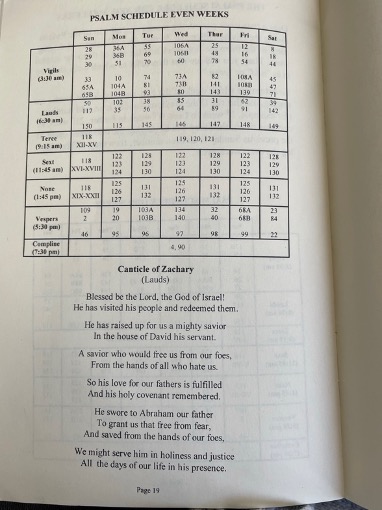 PSALM SCHEDULE EVEN WEEKS
Sun Mon Tue Wed Thur Fri Sat
Vigils (3:30 am)
28 36A 55 106A 25 12 8
29 36B 69 106B 48 16 18
30 51 70 60 78 54 44
33 10 74 73A 82 108A 45
65A 104A 81 73B 141 108B 47
65B 104B 93 80 143 139 71
Lauds (6:30 am)
50 102 38 85 31 62 39
117 35 56 64 89 91 142
150 115 145 146 147 148 149
Terce (9:15 am)
118 XII-XV 119, 120, 121
Sext (11:45 am)
118 XVI-XVIII
122 128 122 128 122 128
123 129 123 129 123 129
124 130 124 130 124 130
None (1:45 pm)
118 XIX-XXII
125 131 125 131 125 131
126 132 126 132 126 132
127 127 127
Vespers (5:30 pm)
109 19 103A 134 32 68A 23
2 20 103B 140 40 68B 84
46 95 96 97 98 99 22
Compline (7:30 pm)
4, 90
Canticle of Zachary
(Lauds)
Blessed be the Lord, the God of Israel!
He has visited his people and redeemed them.
He has raised up for us a mighty savior
In the house of David his servant.
A savior who would free us from our foes,
From the hands of all who hate us.
So his love for our fathers is fulfilled
And his holy covenant remembered.
He swore to Abraham our father
To grant us that free from fear,
And saved from the hands of our foes,
We might serve him in holiness and justice
All the days of our life in his presence.
Page 19